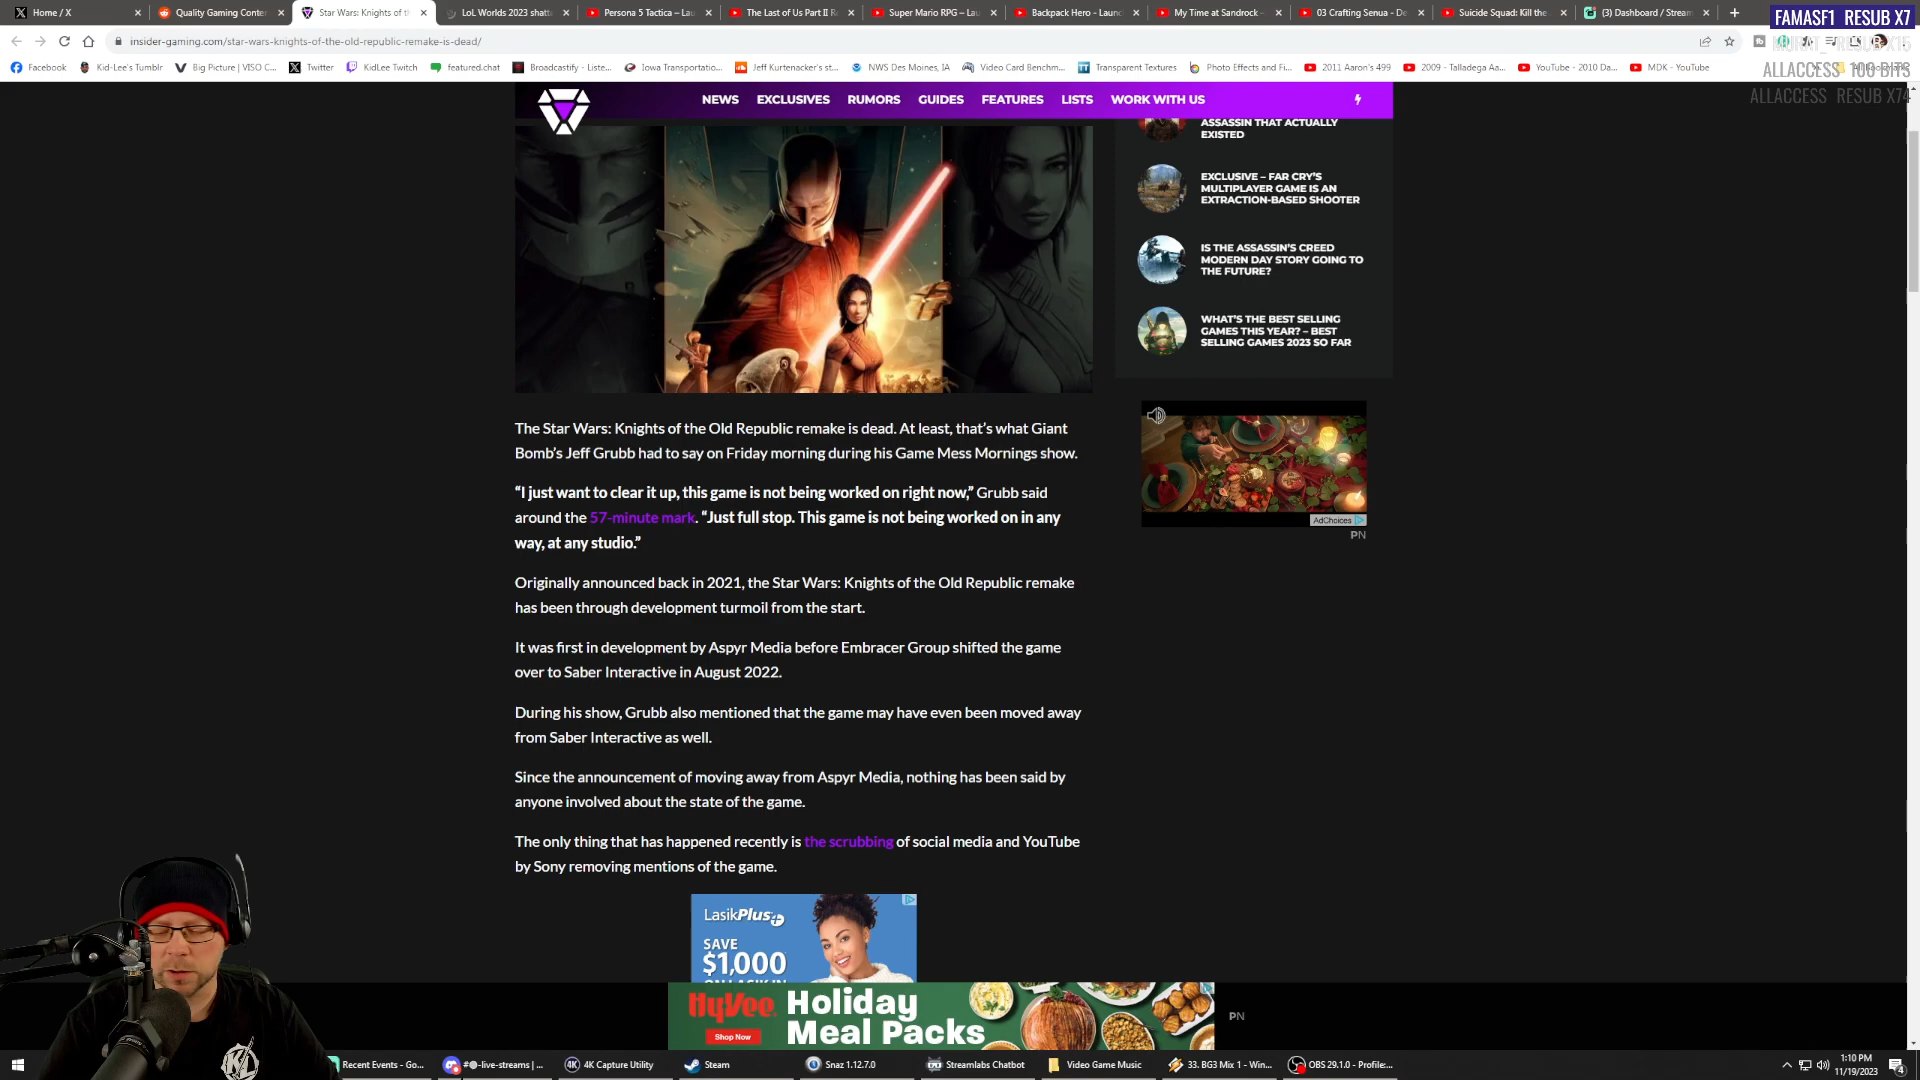 Home / X
Quality Gaming Conter
Star Wars: Knights of th
LoL Worlds 2023 shatt
Persona 5 Tactica – Lau
The Last of Us Part II R
Super Mario RPG – Lau
Backpack Hero - Launc
My Time at Sandrock –
03 Crafting Senua - De
Suicide Squad: Kill the
(3) Dashboard / Stream
FAMASF1 RESUB X7
insider-gaming.com/star-wars-knights-of-the-old-republic-remake-is-dead/
RESUB X15
Facebook
Kid-Lee's Tumblr
Big Picture | VISO C...
Twitter
KidLee Twitch
featured.chat
Broadcastify - Liste...
Iowa Transportatio...
Jeff Kurtenacker's st...
NWS Des Moines, IA
Video Card Benchm...
Transparent Textures
Photo Effects and Fi...
2011 Aaron's 499
2009 - Talladega Aa...
YouTube - 2010 Da...
MDK - YouTube
ALLACCESS_ 100 BITS
ALLACCESS_ RESUB X74
NEWS EXCLUSIVES RUMORS GUIDES FEATURES LISTS WORK WITH US
ASSASSIN THAT ACTUALLY
EXISTED
EXCLUSIVE – FAR CRY'S
MULTIPLAYER GAME IS AN
EXTRACTION-BASED SHOOTER
IS THE ASSASSIN'S CREED
MODERN DAY STORY GOING TO
THE FUTURE?
WHAT'S THE BEST SELLING
GAMES THIS YEAR? – BEST
SELLING GAMES 2023 SO FAR
The Star Wars: Knights of the Old Republic remake is dead. At least, that's what Giant
Bomb's Jeff Grubb had to say on Friday morning during his Game Mess Mornings show.
“I just want to clear it up, this game is not being worked on right now,” Grubb said
around the 57-minute mark. “Just full stop. This game is not being worked on in any
way, at any studio.”
Originally announced back in 2021, the Star Wars: Knights of the Old Republic remake
has been through development turmoil from the start.
It was first in development by Aspyr Media before Embracer Group shifted the game
over to Saber Interactive in August 2022.
During his show, Grubb also mentioned that the game may have even been moved away
from Saber Interactive as well.
Since the announcement of moving away from Aspyr Media, nothing has been said by
anyone involved about the state of the game.
The only thing that has happened recently is the scrubbing of social media and YouTube
by Sony removing mentions of the game.
AdChoices
PN
LasikPlus
SAVE
$1,000
HyVee
Shop Now
Holiday
Meal Packs
PN
KL
Recent Events - Go...
#🔴-live-streams | ...
4K Capture Utility
Steam
Snaz 1.12.7.0
Streamlabs Chatbot
Video Game Music
33. BG3 Mix 1 - Win...
OBS 29.1.0 - Profile:...
1:10 PM
11/19/2023
4